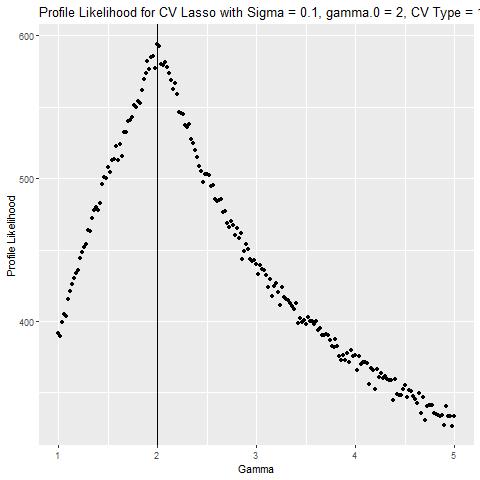 Profile Likelihood for CV Lasso with Sigma = 0.1, gamma.0 = 2, CV Type =
600
500
400
Profile Likelihood
1
2
3
4
5
Gamma